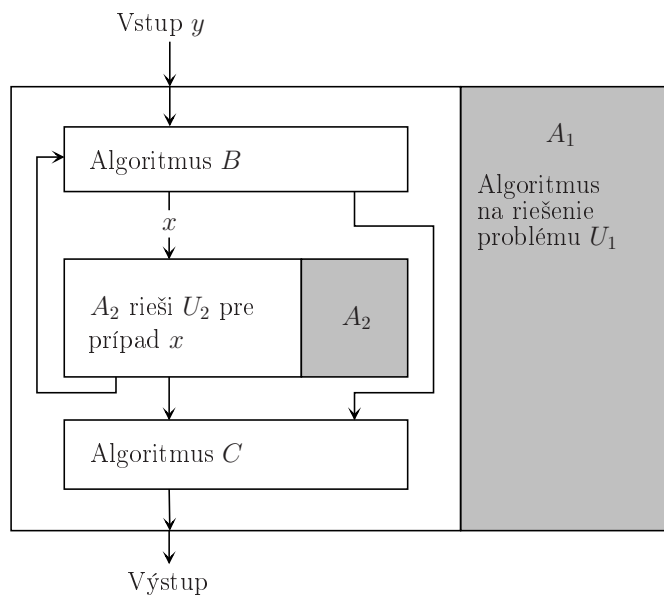 Vstup y
Algoritmus B
x
A₂ rieši U₂ pre
prípad x
A₂
Algoritmus C
A₁
Algoritmus
na riešenie
problému U₁
Výstup